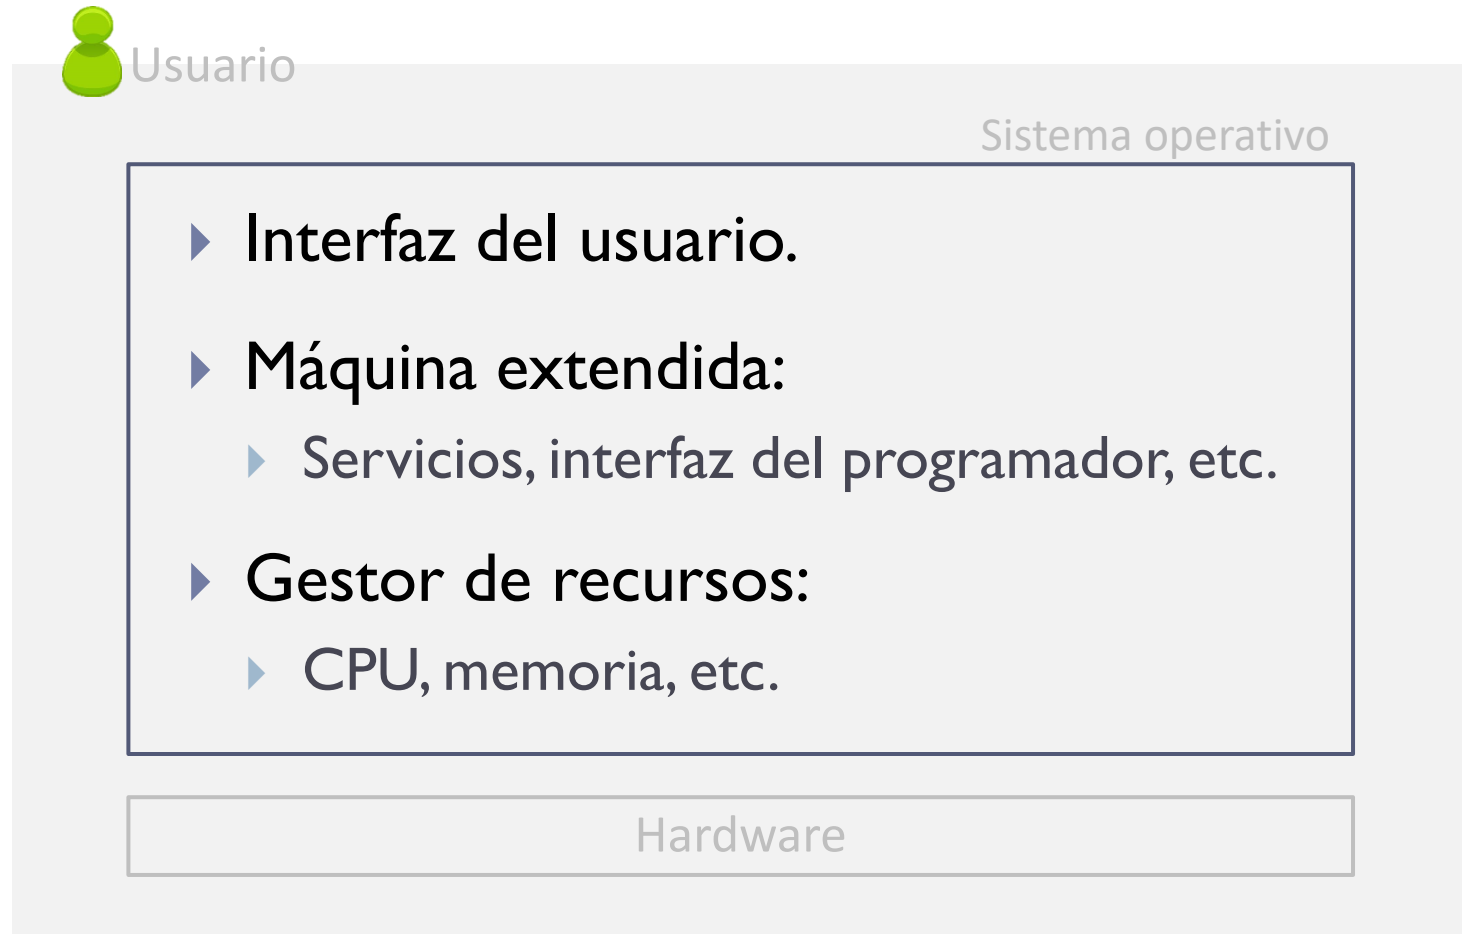 Usuario
Sistema operativo
Interfaz del usuario.
Máquina extendida:
Servicios, interfaz del programador, etc.
Gestor de recursos:
CPU, memoria, etc.
Hardware